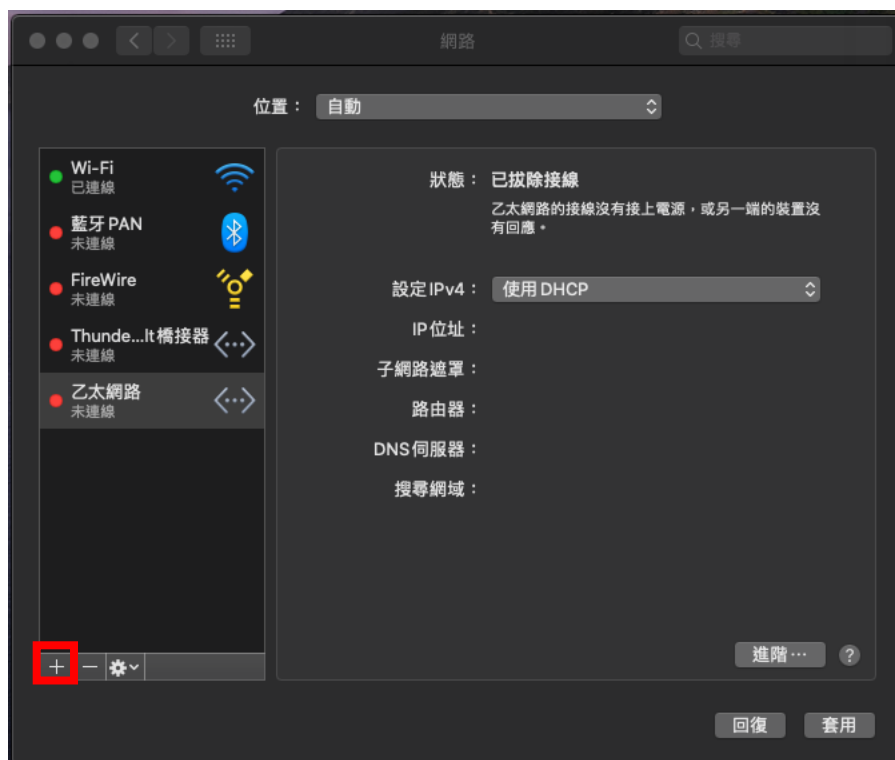 網路
搜尋
位置： 自動
Wi-Fi
已連線
藍牙 PAN
未連線
FireWire
未連線
Thunde...lt橋接器
未連線
乙太網路
未連線
狀態： 已拔除接線
乙太網路的接線沒有接上電源，或另一端的裝置沒
有回應。
設定 IPv4： 使用 DHCP
IP 位址：
子網路遮罩：
路由器：
DNS 伺服器：
搜尋網域：
進階⋯
?
回復
套用